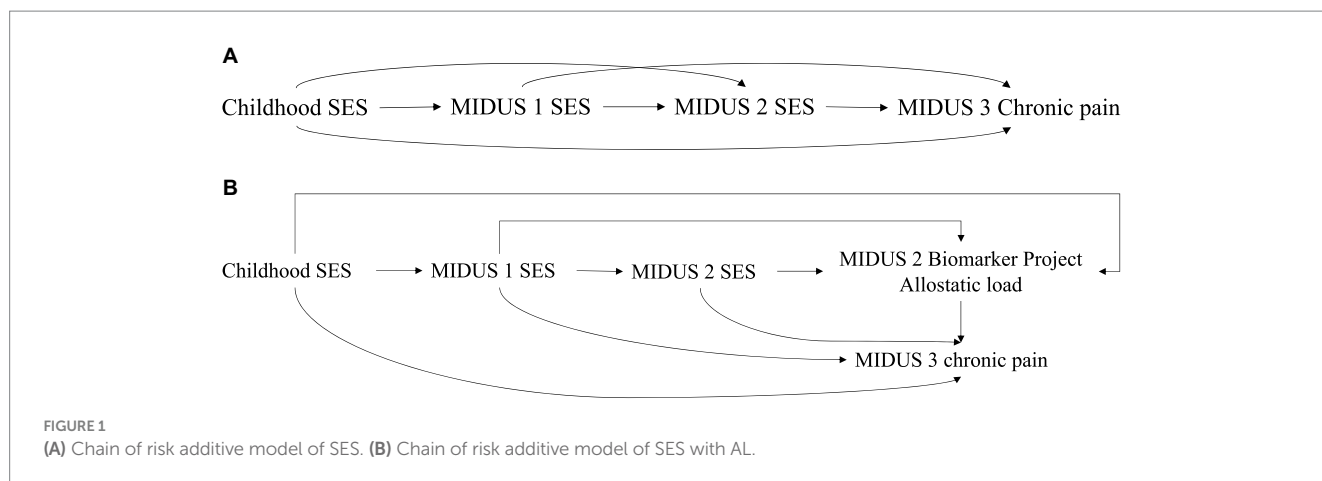 A
Childhood SES MIDUS 1 SES MIDUS 2 SES MIDUS 3 Chronic pain
B
Childhood SES MIDUS 1 SES MIDUS 2 SES MIDUS 2 Biomarker Project
Allostatic load
MIDUS 3 chronic pain
FIGURE 1
(A) Chain of risk additive model of SES. (B) Chain of risk additive model of SES with AL.